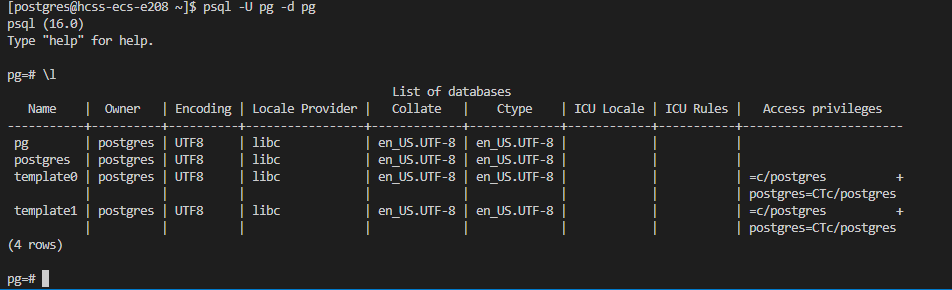 [postgres@hcss-ecs-e208 ~]$ psql -U pg -d pg
psql (16.0)
Type "help" for help.

pg=# \l
                                                  List of databases
   Name    |  Owner   | Encoding | Locale Provider |   Collate   |    Ctype    | ICU Locale | ICU Rules |   Access privileges
-----------+----------+----------+-----------------+-------------+-------------+------------+-----------+-----------------------
 pg        | postgres | UTF8     | libc            | en_US.UTF-8 | en_US.UTF-8 |            |           |
 postgres  | postgres | UTF8     | libc            | en_US.UTF-8 | en_US.UTF-8 |            |           |
 template0 | postgres | UTF8     | libc            | en_US.UTF-8 | en_US.UTF-8 |            |           | =c/postgres          +
           |          |          |                 |             |             |            |           | postgres=CTc/postgres
 template1 | postgres | UTF8     | libc            | en_US.UTF-8 | en_US.UTF-8 |            |           | =c/postgres          +
           |          |          |                 |             |             |            |           | postgres=CTc/postgres
(4 rows)

pg=#